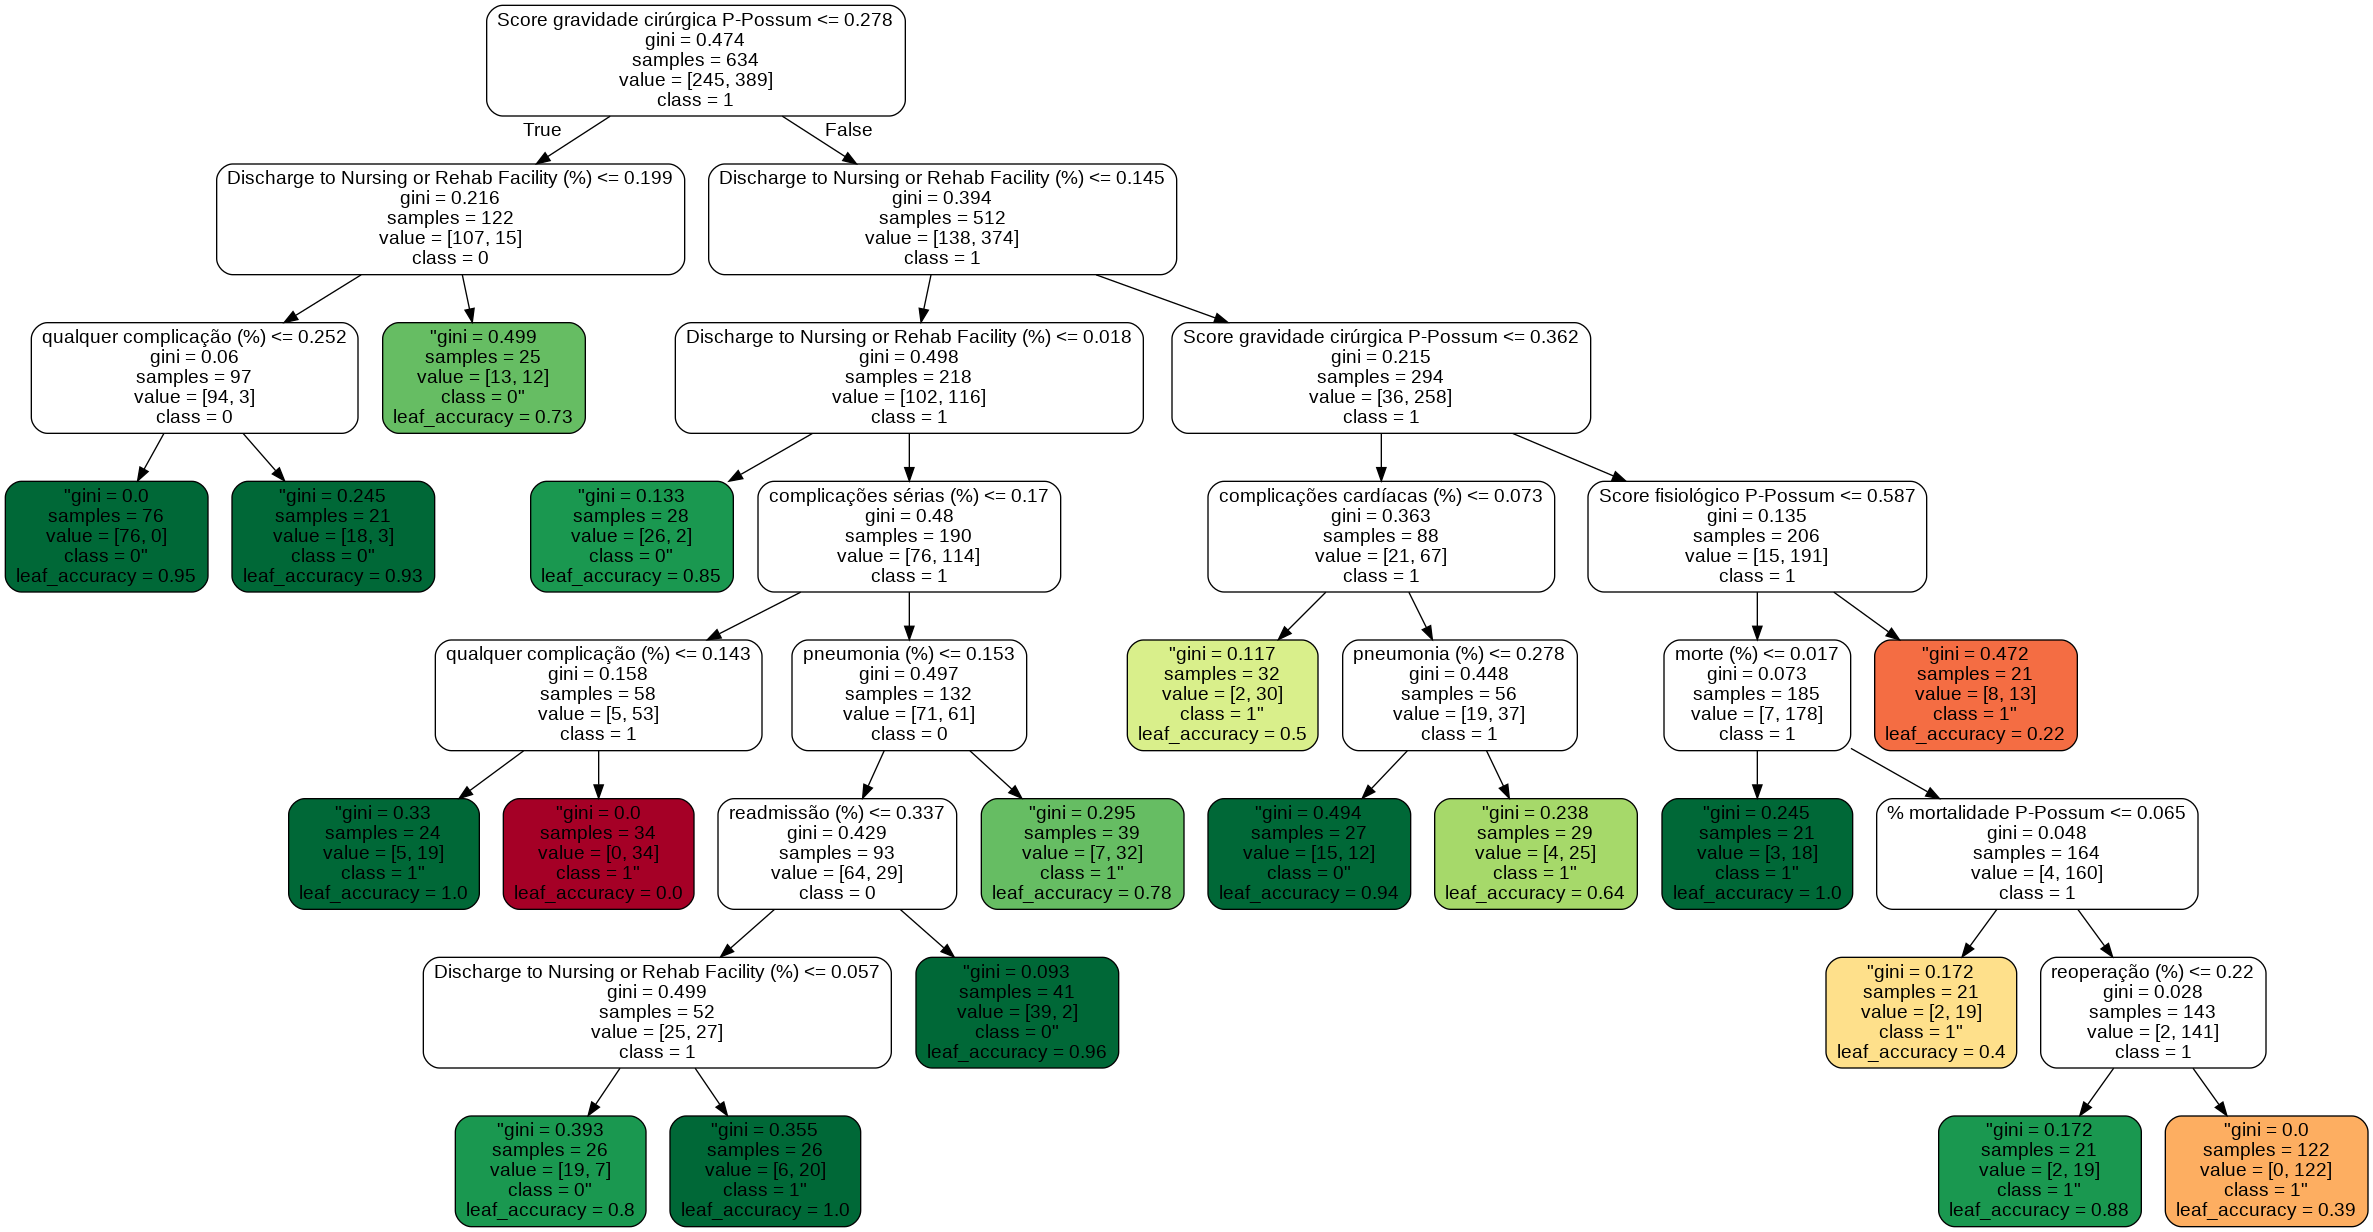 Score gravidade cirúrgica P-Possum <= 0.278
gini = 0.474
samples = 634
value = [245, 389]
class = 1
True
False
Discharge to Nursing or Rehab Facility (%) <= 0.199
gini = 0.216
samples = 122
value = [107, 15]
class = 0
Discharge to Nursing or Rehab Facility (%) <= 0.145
gini = 0.394
samples = 512
value = [138, 374]
class = 1
qualquer complicação (%) <= 0.252
gini = 0.06
samples = 97
value = [94, 3]
class = 0
"gini = 0.499
samples = 25
value = [13, 12]
class = 0"
leaf_accuracy = 0.73
Discharge to Nursing or Rehab Facility (%) <= 0.018
gini = 0.498
samples = 218
value = [102, 116]
class = 1
Score gravidade cirúrgica P-Possum <= 0.362
gini = 0.215
samples = 294
value = [36, 258]
class = 1
"gini = 0.0
samples = 76
value = [76, 0]
class = 0"
leaf_accuracy = 0.95
"gini = 0.245
samples = 21
value = [18, 3]
class = 0"
leaf_accuracy = 0.93
"gini = 0.133
samples = 28
value = [26, 2]
class = 0"
leaf_accuracy = 0.85
complicações sérias (%) <= 0.17
gini = 0.48
samples = 190
value = [76, 114]
class = 1
complicações cardíacas (%) <= 0.073
gini = 0.363
samples = 88
value = [21, 67]
class = 1
Score fisiológico P-Possum <= 0.587
gini = 0.135
samples = 206
value = [15, 191]
class = 1
qualquer complicação (%) <= 0.143
gini = 0.158
samples = 58
value = [5, 53]
class = 1
pneumonia (%) <= 0.153
gini = 0.497
samples = 132
value = [71, 61]
class = 0
"gini = 0.117
samples = 32
value = [2, 30]
class = 1"
leaf_accuracy = 0.5
pneumonia (%) <= 0.278
gini = 0.448
samples = 56
value = [19, 37]
class = 1
morte (%) <= 0.017
gini = 0.073
samples = 185
value = [7, 178]
class = 1
"gini = 0.472
samples = 21
value = [8, 13]
class = 1"
leaf_accuracy = 0.22
"gini = 0.33
samples = 24
value = [5, 19]
class = 1"
leaf_accuracy = 1.0
"gini = 0.0
samples = 34
value = [0, 34]
class = 1"
leaf_accuracy = 0.0
readmissão (%) <= 0.337
gini = 0.429
samples = 93
value = [64, 29]
class = 0
"gini = 0.295
samples = 39
value = [7, 32]
class = 1"
leaf_accuracy = 0.78
"gini = 0.494
samples = 27
value = [15, 12]
class = 0"
leaf_accuracy = 0.94
"gini = 0.238
samples = 29
value = [4, 25]
class = 1"
leaf_accuracy = 0.64
"gini = 0.245
samples = 21
value = [3, 18]
class = 1"
leaf_accuracy = 1.0
% mortalidade P-Possum <= 0.065
gini = 0.048
samples = 164
value = [4, 160]
class = 1
Discharge to Nursing or Rehab Facility (%) <= 0.057
gini = 0.499
samples = 52
value = [25, 27]
class = 1
"gini = 0.093
samples = 41
value = [39, 2]
class = 0"
leaf_accuracy = 0.96
"gini = 0.172
samples = 21
value = [2, 19]
class = 1"
leaf_accuracy = 0.4
reoperação (%) <= 0.22
gini = 0.028
samples = 143
value = [2, 141]
class = 1
"gini = 0.393
samples = 26
value = [19, 7]
class = 0"
leaf_accuracy = 0.8
"gini = 0.355
samples = 26
value = [6, 20]
class = 1"
leaf_accuracy = 1.0
"gini = 0.172
samples = 21
value = [2, 19]
class = 1"
leaf_accuracy = 0.88
"gini = 0.0
samples = 122
value = [0, 122]
class = 1"
leaf_accuracy = 0.39